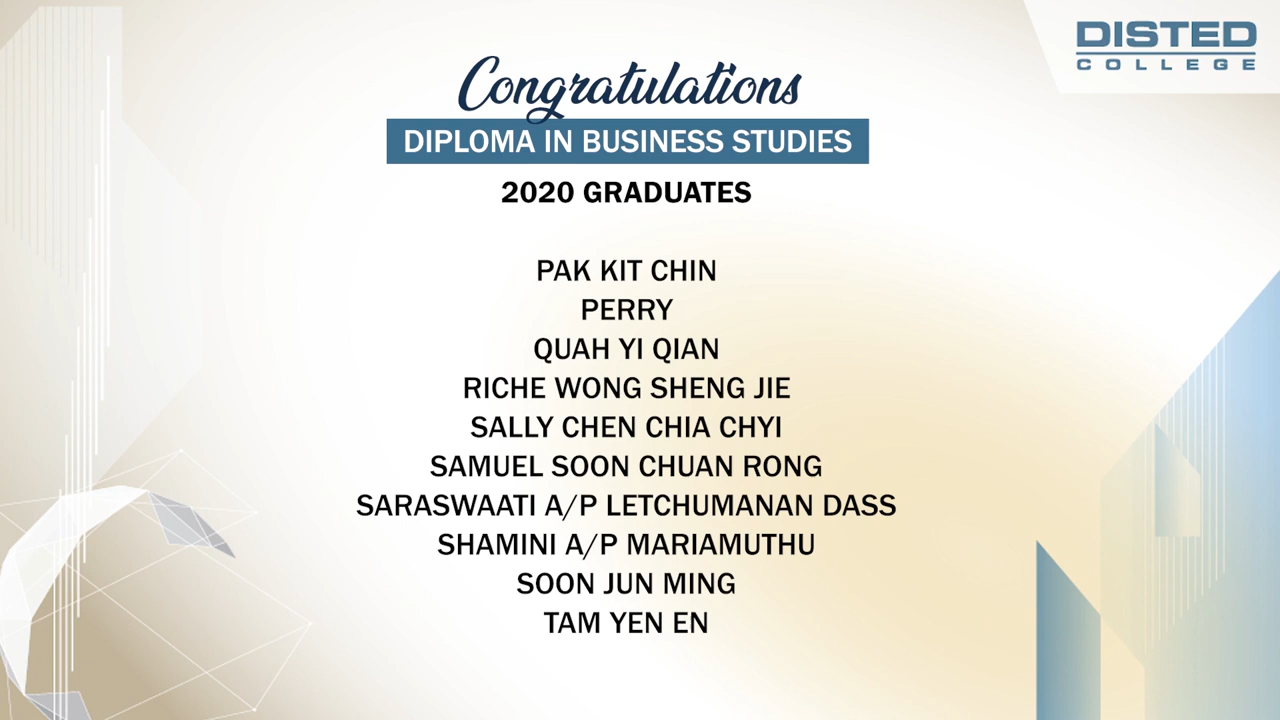 DISTED
COLLEGE
Congratulations
DIPLOMA IN BUSINESS STUDIES
2020 GRADUATES
PAK KIT CHIN
PERRY
QUAH YI QIAN
RICHE WONG SHENG JIE
SALLY CHEN CHIA CHYI
SAMUEL SOON CHUAN RONG
SARASWAATI A/P LETCHUMANAN DASS
SHAMINI A/P MARIAMUTHU
SOON JUN MING
TAM YEN EN